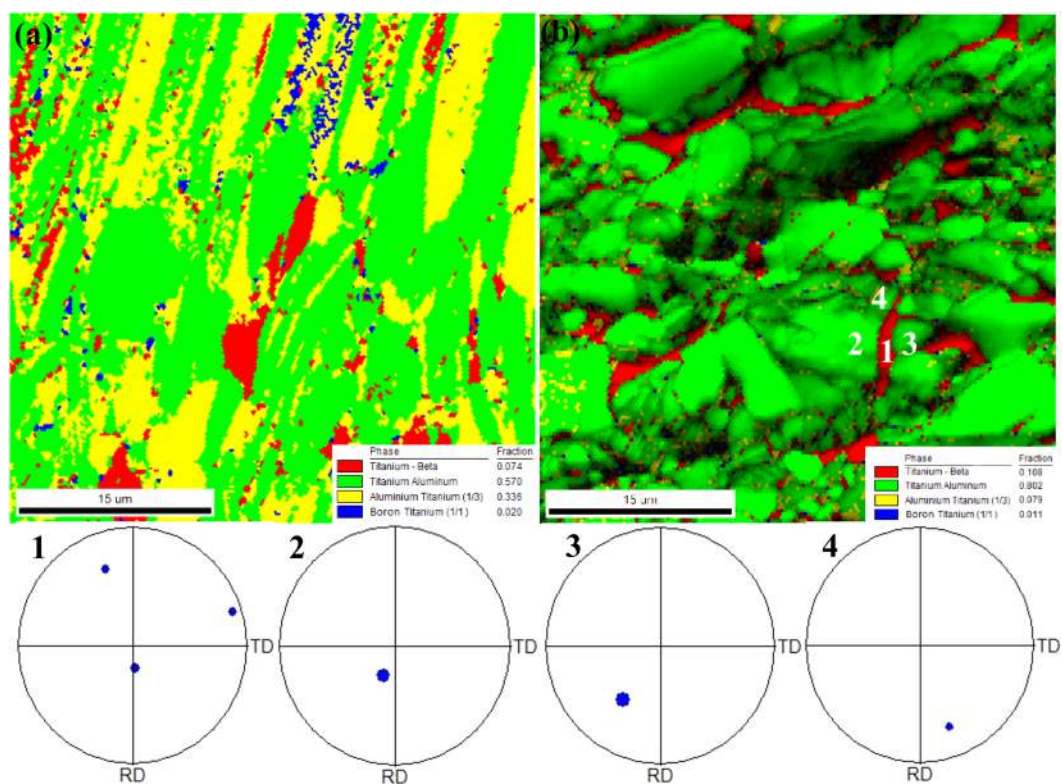 (a)
Phase Fraction
Titanium - Beta 0.074
Titanium Aluminum 0.570
Aluminium Titanium (1/3) 0.336
Boron Titanium (1/1) 0.020
15 um
(b)
4
2 1 3
Phase Fraction
Titanium - Beta 0.108
Titanium Aluminum 0.802
Aluminium Titanium (1/3) 0.079
Boron Titanium (1/1) 0.011
15 um
1 2 3 4
TD TD TD TD
RD RD RD RD